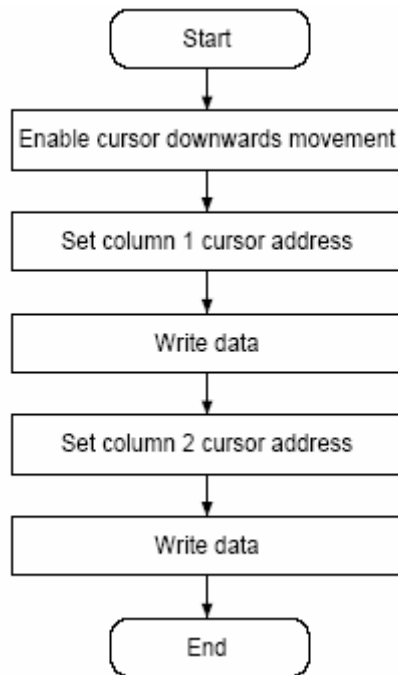 Start
Enable cursor downwards movement
Set column 1 cursor address
Write data
Set column 2 cursor address
Write data
End